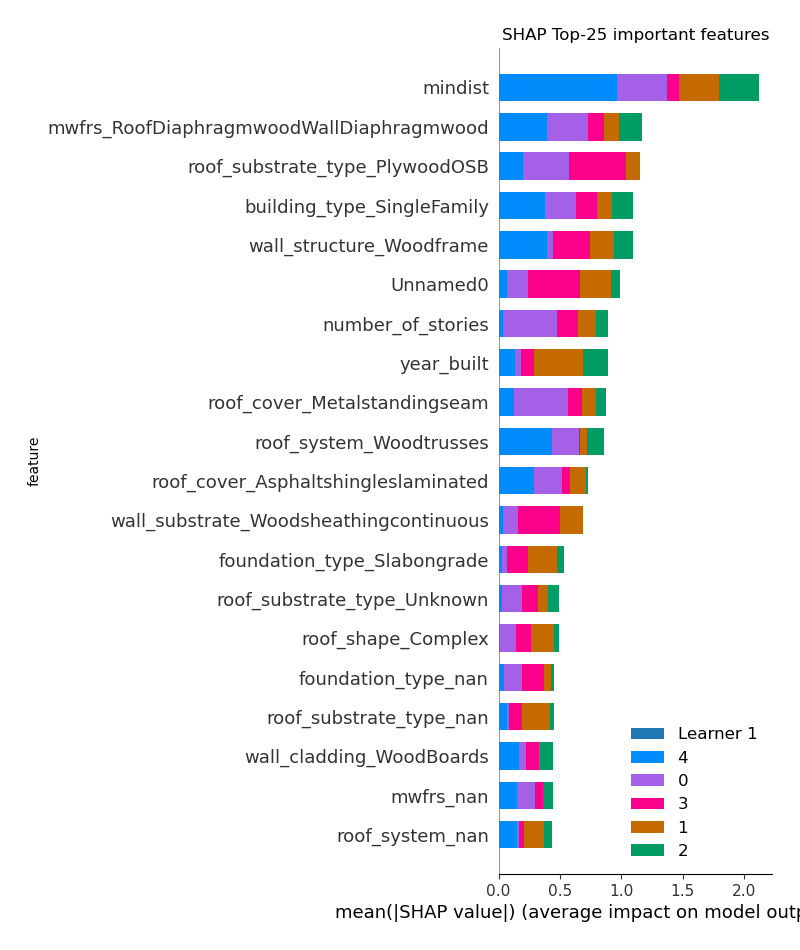 SHAP Top-25 important features
mindist
mwfrs_RoofDiaphragmwoodWallDiaphragmwood
roof_substrate_type_PlywoodOSB
building_type_SingleFamily
wall_structure_Woodframe
Unnamed0
number_of_stories
year_built
roof_cover_Metalstandingseam
roof_system_Woodtrusses
roof_cover_Asphaltshingleslaminated
wall_substrate_Woodsheathingcontinuous
foundation_type_Slabongrade
roof_substrate_type_Unknown
roof_shape_Complex
foundation_type_nan
roof_substrate_type_nan
wall_cladding_WoodBoards
mwfrs_nan
roof_system_nan
feature
Learner 1
4
0
3
1
2
0.0 0.5 1.0 1.5 2.0
mean(|SHAP value|) (average impact on model outp